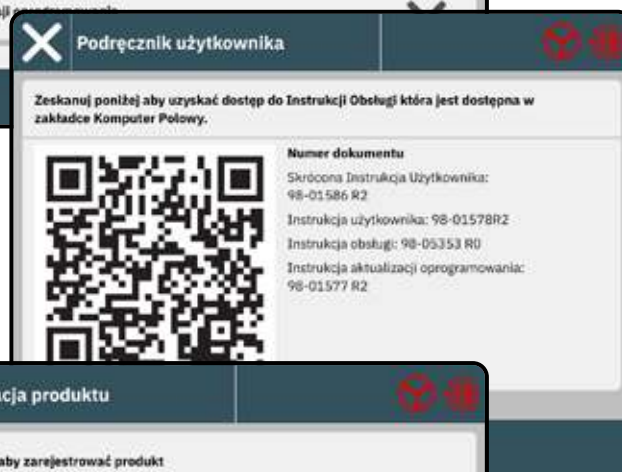 Podręcznik użytkownika
Zeskanuj poniżej aby uzyskać dostęp do Instrukcji Obsługi która jest dostępna w
zakładce Komputer Polowy.
Numer dokumentu
Skrócona Instrukcja Użytkownika:
98-01586 R2
Instrukcja użytkownika: 98-01578R2
Instrukcja obsługi: 98-05353 R0
Instrukcja aktualizacji oprogramowania:
98-01577 R2
cja produktu
aby zarejestrować produkt